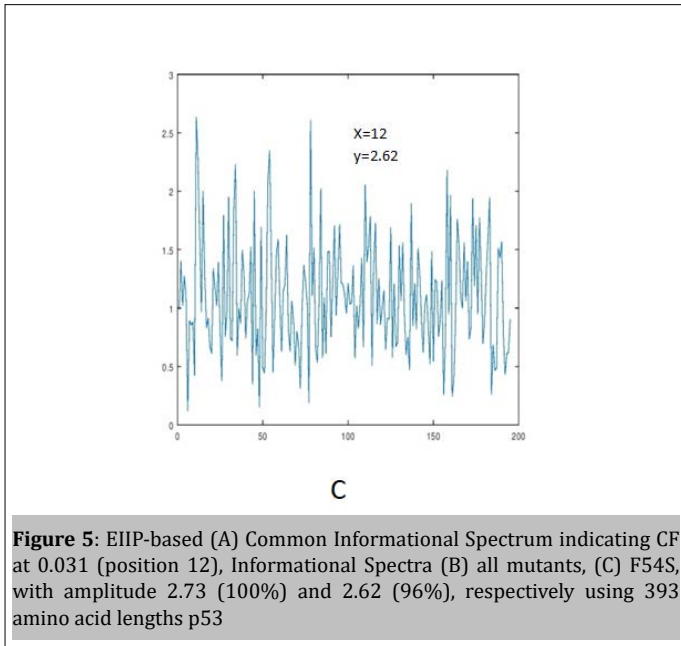 3
2.5
2
1.5
1
0.5
0
0 50 100 150 200
X=12
y=2.62
C
Figure 5: EIIP-based (A) Common Informational Spectrum indicating CF
at 0.031 (position 12), Informational Spectra (B) all mutants, (C) F54S,
with amplitude 2.73 (100%) and 2.62 (96%), respectively using 393
amino acid lengths p53